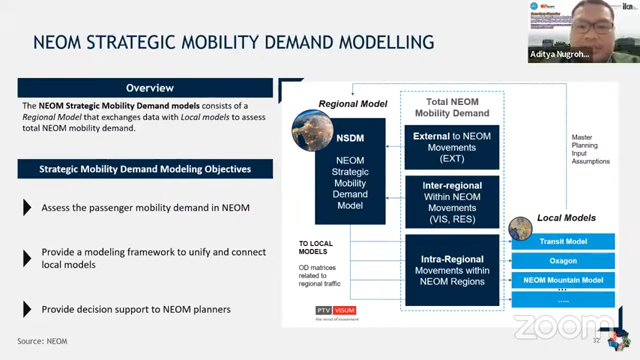 NEOM STRATEGIC MOBILITY DEMAND MODELLING
Aditya Nugroh...
Overview
The NEOM Strategic Mobility Demand models consists of
a Regional Model that exchanges data with Local models to assess
total NEOM mobility demand.
Strategic Mobility Demand Modeling Objectives
Assess the passenger mobility demand in NEOM
Provide a modeling framework to unify and connect
local models
Provide decision support to NEOM planners
Regional Model
NSDM
NEOM
Strategic
Mobility
Demand
Model
TO LOCAL
MODELS
OD matrices
related to
regional traffic
PTV VISUM
Total NEOM
Mobility Demand
External to NEOM
Movements
(EXT)
Inter-regional
Within NEOM
Movements
(VIS, RES)
Intra-Regional
Movements within
NEOM Regions
Master
Planning
Input
Assumptions
Local Models
Transit Model
Oxagon
NEOM Mountain Model
.....
Source: NEOM
32
zoom